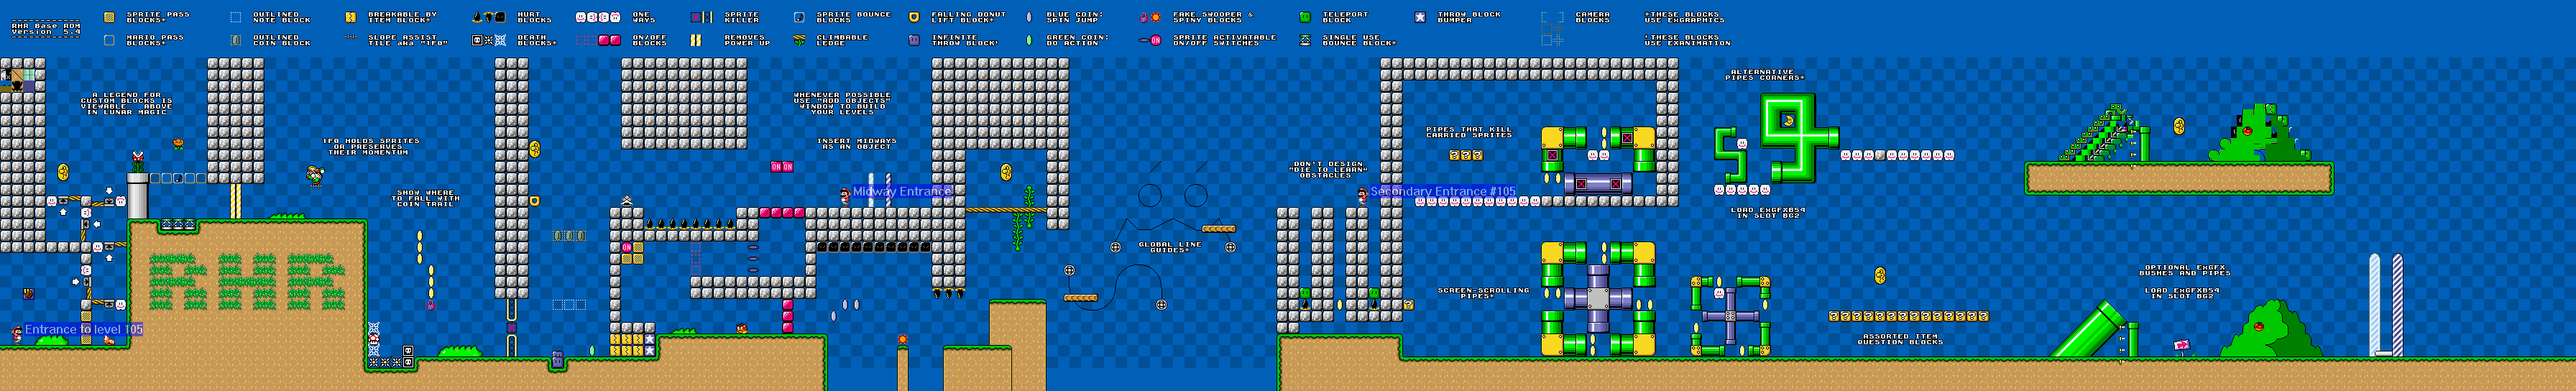 RHR Base ROM
Version 5.4
SPRITE PASS
BLOCKS*
MARIO PASS
BLOCKS*
OUTLINED
NOTE BLOCK
OUTLINED
COIN BLOCK
BREAKABLE BY
ITEM BLOCK*
SLOPE ASSIST
TILE aka "1F0"
HURT
BLOCKS
DEATH
BLOCKS*
ONE
WAYS
ON/OFF
BLOCKS
SPRITE
KILLER
REMOVES
POWER UP
SPRITE BOUNCE
BLOCKS
CLIMBABLE
LEDGE
FALLING DONUT
LIFT BLOCK*
INFINITE
THROW BLOCK'
BLUE COIN:
SPIN JUMP
GREEN COIN:
DO ACTION
FAKE SWOOPER &
SPINY BLOCKS
SPRITE ACTIVATABLE
ON/OFF SWITCHES
TELEPORT
BLOCK
SINGLE USE
BOUNCE BLOCK*
THROW BLOCK
BUMPER
CAMERA
BLOCKS
*THESE BLOCKS
USE EXGRAPHICS
'THESE BLOCKS
USE EXANIMATION
A LEGEND FOR
CUSTOM BLOCKS IS
VIEWABLE ABOVE
IN LUNAR MAGIC
1F0 HOLDS SPRITES
OR PRESERVES
THEIR MOMENTUM
SHOW WHERE
TO FALL WITH
COIN TRAIL
WHENEVER POSSIBLE
USE "ADD OBJECTS"
WINDOW TO BUILD
YOUR LEVELS
INSERT MIDWAYS
AS AN OBJECT
ON ON
Midway Entrance
ON
GLOBAL LINE
GUIDES*
DON'T DESIGN
"DIE TO LEARN"
OBSTACLES
Secondary Entrance #105
PIPES THAT KILL
CARRIED SPRITES
SCREEN-SCROLLING
PIPES*
ALTERNATIVE
PIPES CORNERS*
LOAD ExGFXB54
IN SLOT BG2
ASSORTED ITEM
QUESTION BLOCKS
OPTIONAL ExGFX
BUSHES AND PIPES
LOAD ExGFXB54
IN SLOT BG2
RHR
Entrance to level 105